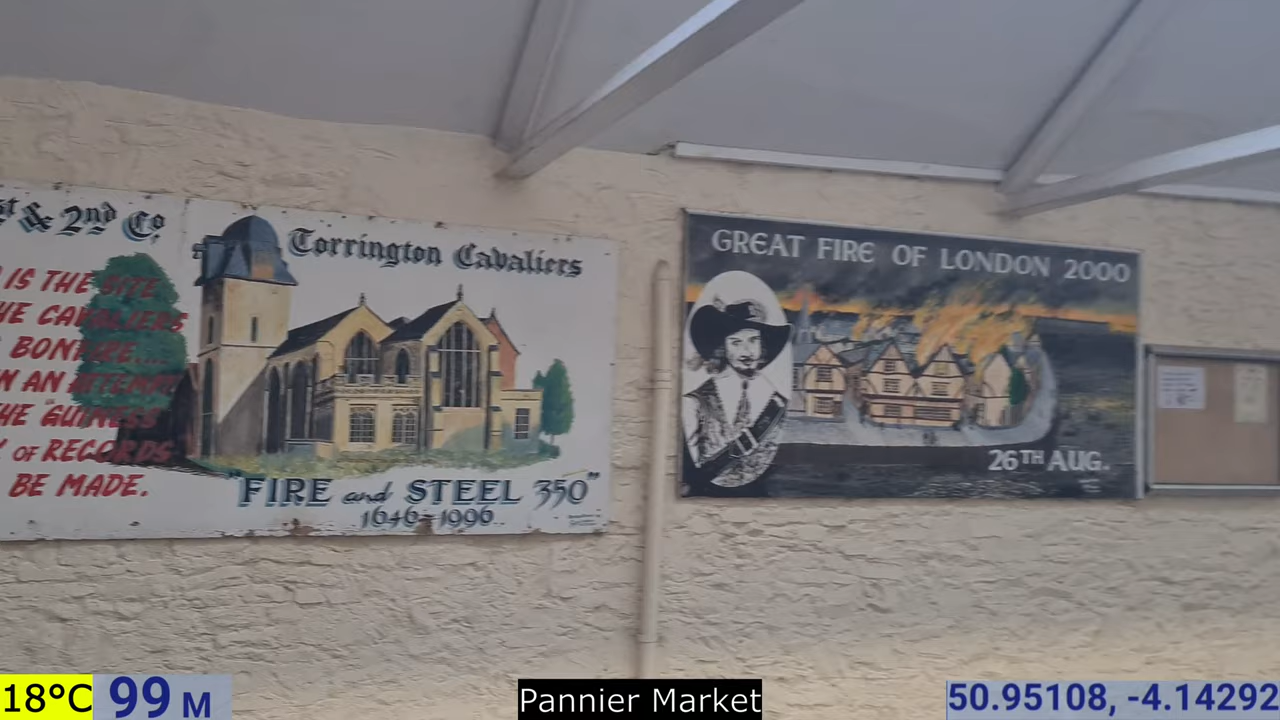 st & 2nd Co
Torrington Cavaliers
IS THE SITE
HE CAVALIERS
BONFIRE....
N AN ATTEMPT
HE GUINESS
Y OF RECORDS
BE MADE.
"FIRE and STEEL 350"
1646-1996
GREAT FIRE OF LONDON 2000
26TH AUG.
18°C
99 M
Pannier Market
50.95108, -4.14292